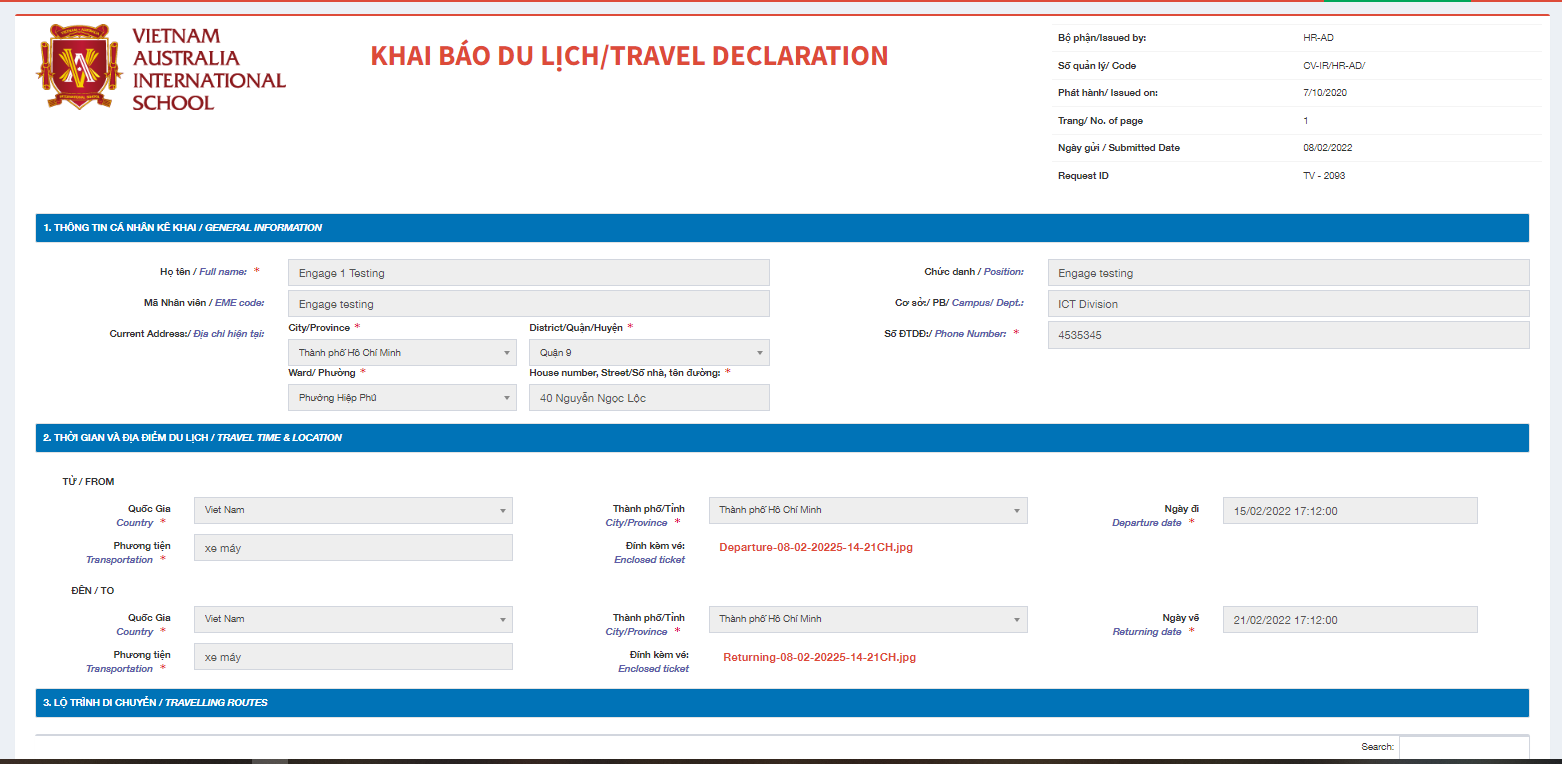 VIETNAM
AUSTRALIA
INTERNATIONAL
SCHOOL
KHAI BÁO DU LỊCH/TRAVEL DECLARATION
Bộ phận/Issued by: HR-AD
Số quản lý/ Code CV-IR/HR-AD/
Phát hành/ Issued on: 7/10/2020
Trang/ No. of page 1
Ngày gửi / Submitted Date 08/02/2022
Request ID TV - 2093
1. THÔNG TIN CÁ NHÂN KÊ KHAI / GENERAL INFORMATION
Họ tên / Full name: * Engage 1 Testing Chức danh / Position: Engage testing
Mã Nhân viên / EME code: Engage testing Cơ sở:/ PB/ Campus/ Dept.: ICT Division
Current Address:/ Địa chỉ hiện tại: City/Province * District/Quận/Huyện * Số ĐTDĐ:/ Phone Number: * 4535345
Thành phố Hồ Chí Minh Quận 9
Ward/ Phường * House number, Street/Số nhà, tên đường: *
Phường Hiệp Phú 40 Nguyễn Ngọc Lộc
2. THỜI GIAN VÀ ĐỊA ĐIỂM DU LỊCH / TRAVEL TIME & LOCATION
TỪ / FROM
Quốc Gia Viet Nam Thành phố/Tỉnh Thành phố Hồ Chí Minh Ngày đi 15/02/2022 17:12:00
Country * City/Province * Departure date *
Phương tiện xe máy Đính kèm vé: Departure-08-02-20225-14-21CH.jpg
Transportation * Enclosed ticket
ĐẾN / TO
Quốc Gia Viet Nam Thành phố/Tỉnh Thành phố Hồ Chí Minh Ngày về 21/02/2022 17:12:00
Country * City/Province * Returning date *
Phương tiện xe máy Đính kèm vé: Returning-08-02-20225-14-21CH.jpg
Transportation * Enclosed ticket
3. LỘ TRÌNH DI CHUYỂN / TRAVELLING ROUTES
Search: